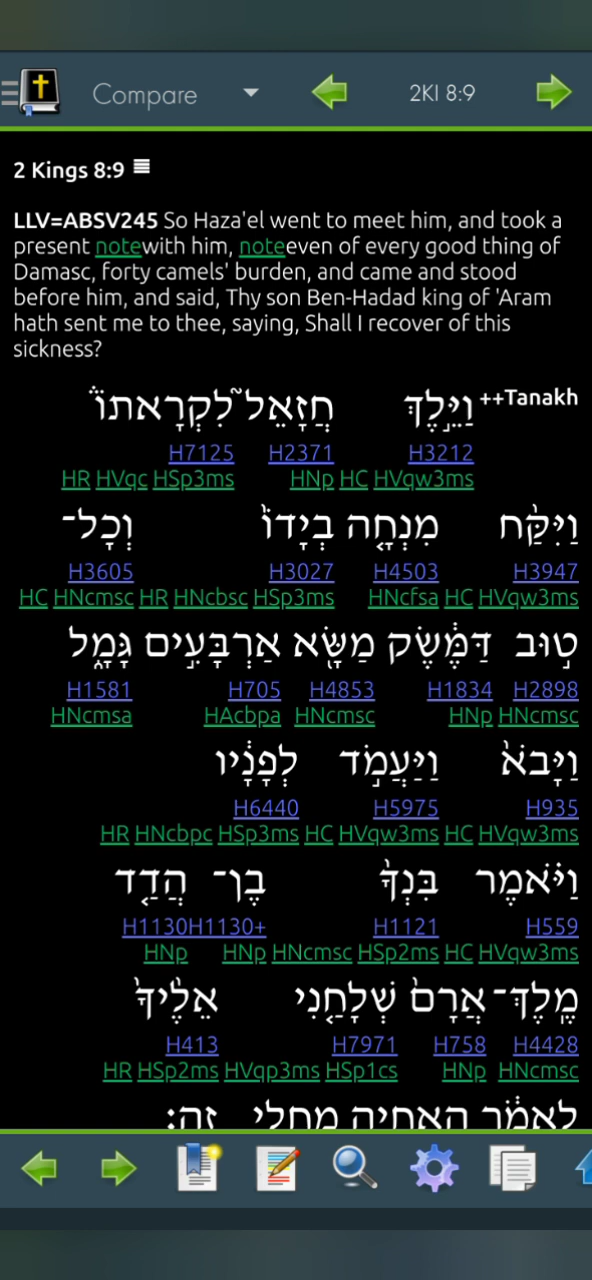 Compare
2KI 8:9
2 Kings 8:9
LLV=ABSV245 So Haza'el went to meet him, and took a
present notewith him, noteeven of every good thing of
Damasc, forty camels' burden, and came and stood
before him, and said, Thy son Ben-Hadad king of 'Aram
hath sent me to thee, saying, Shall I recover of this
sickness?
++Tanakh וַיֵּ֣לֶךְ חֲזָאֵל֮ לִקְרָאתוֹ֒
H7125 H2371 H3212
HR HVqc HSp3ms HNp HC HVqw3ms
וַיִּקַּ֨ח מִנְחָ֤ה בְיָדוֹ֙ וְכָל־
H3605 H3027 H4503 H3947
HC HNcmsc HR HNcbsc HSp3ms HNcfsa HC HVqw3ms
ט֣וּב דַּמֶּ֔שֶׂק מַשָּׂ֖א אַרְבָּעִ֣ים גָּמָ֑ל
H1581 H705 H4853 H1834 H2898
HNcmsa HAcbpa HNcmsc HNp HNcmsc
וַיָּבֹא֙ וַיַּעֲמֹ֣ד לְפָנָ֔יו
H6440 H5975 H935
HR HNcbpc HSp3ms HC HVqw3ms HC HVqw3ms
וַיֹּ֗אמֶר בִּנְךָ֨ בֶן־ הֲדַ֤ד
H1130H1130+ H1121 H559
HNp HNp HNcmsc HSp2ms HC HVqw3ms
מֶֽלֶךְ־אֲרָם֙ שְׁלָחַ֤נִי אֵלֶ֙יךָ֙
H413 H7971 H758 H4428
HR HSp2ms HVqp3ms HSp1cs HNp HNcmsc
לֵאמֹ֔ר האחיה מחלי זה׃